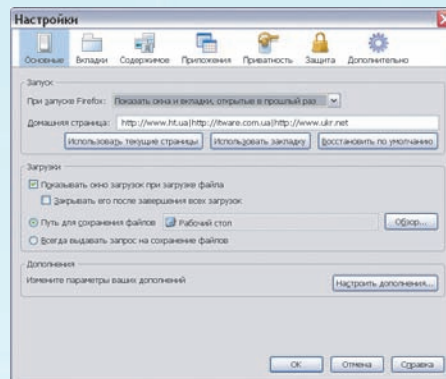 Настройки
Основные Вкладки Содержимое Приложения Приватность Защита Дополнительно
Запуск
При запуске Firefox: Показать окна и вкладки, открытые в прошлый раз
Домашняя страница: http://www.ht.ua|http://itware.com.ua|http://www.ukr.net
Использовать текущие страницы Использовать закладку Восстановить по умолчанию
Загрузки
Показывать окно загрузок при загрузке файла
Закрывать его после завершения всех загрузок
Путь для сохранения файлов Рабочий стол Обзор...
Всегда выдавать запрос на сохранение файлов
Дополнения
Измените параметры ваших дополнений Настроить дополнения...
ОК Отмена Справка